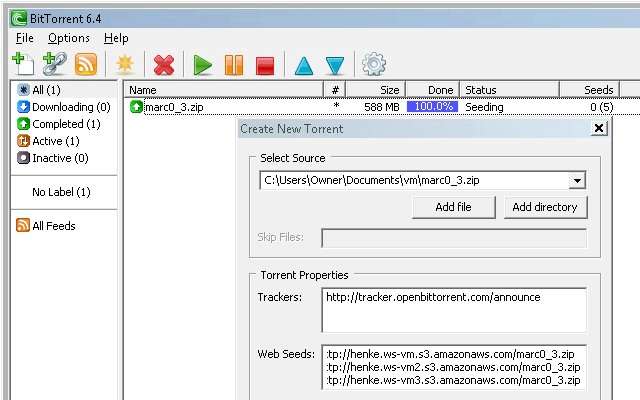 BitTorrent 6.4
File Options Help
All (1)
Downloading (0)
Completed (1)
Active (1)
Inactive (0)
No Label (1)
All Feeds
Name # Size Done Status Seeds
marc0_3.zip * 588 MB 100.0% Seeding 0 (5)
Create New Torrent
Select Source
C:\Users\Owner\Documents\vm\marc0_3.zip
Add file Add directory
Skip Files:
Torrent Properties
Trackers: http://tracker.openbittorrent.com/announce
Web Seeds: :tp://henke.ws-vm.s3.amazonaws.com/marc0_3.zip
:tp://henke.ws-vm2.s3.amazonaws.com/marc0_3.zip
:tp://henke.ws-vm3.s3.amazonaws.com/marc0_3.zip